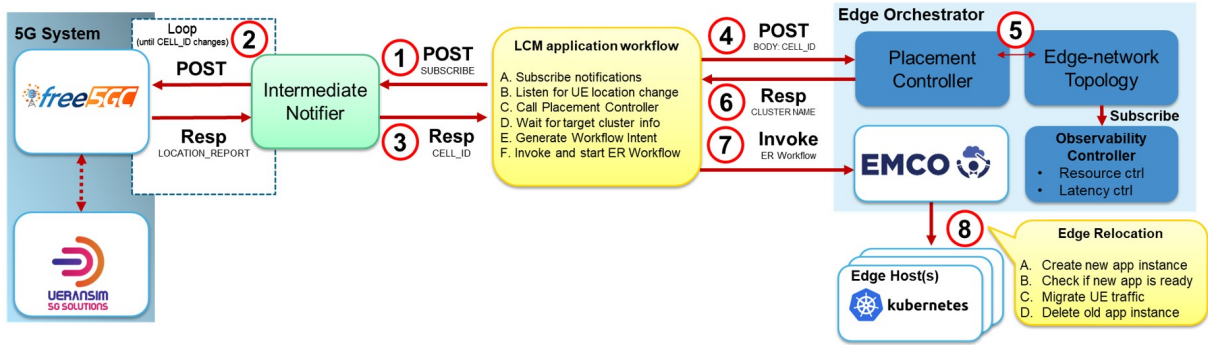 5G System
free5GC
UERANSIM
5G SOLUTIONS
Loop
(until CELL_ID changes)
2
POST
Resp
LOCATION_REPORT
Intermediate
Notifier
1
POST
SUBSCRIBE
3
Resp
CELL_ID
LCM application workflow
A. Subscribe notifications
B. Listen for UE location change
C. Call Placement Controller
D. Wait for target cluster info
E. Generate Workflow Intent
F. Invoke and start ER Workflow
4
POST
BODY: CELL_ID
6
Resp
CLUSTER NAME
7
Invoke
ER Workflow
Edge Orchestrator
Placement
Controller
5
Edge-network
Topology
Subscribe
Observability
Controller
• Resource ctrl
• Latency ctrl
EMCO
8
Edge Host(s)
kubernetes
Edge Relocation
A. Create new app instance
B. Check if new app is ready
C. Migrate UE traffic
D. Delete old app instance